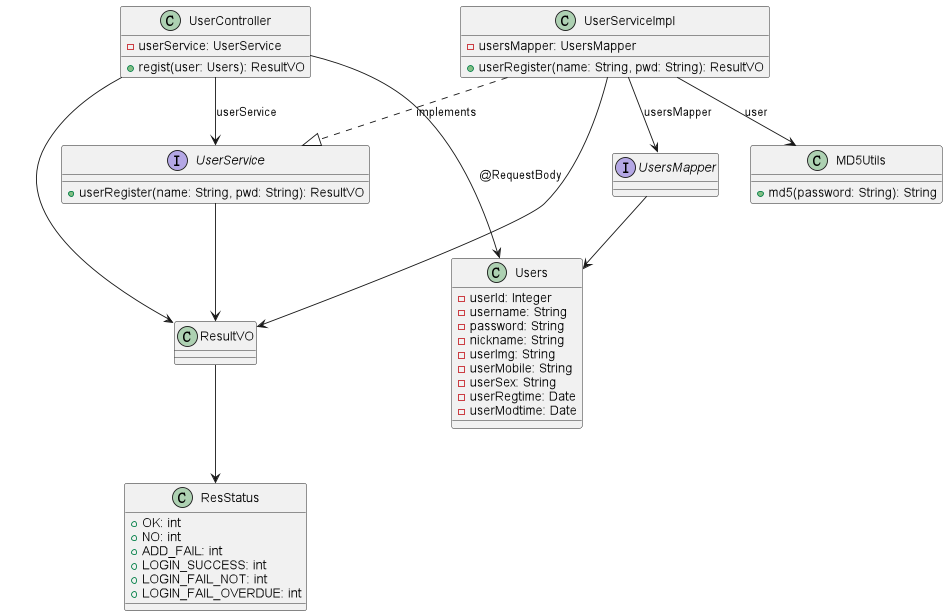 C UserController
userService: UserService
regist(user: Users): ResultVO
C UserServiceImpl
usersMapper: UsersMapper
userRegister(name: String, pwd: String): ResultVO
userService
implements
usersMapper
user
I UserService
userRegister(name: String, pwd: String): ResultVO
@RequestBody
I UsersMapper
C MD5Utils
md5(password: String): String
C Users
userId: Integer
username: String
password: String
nickname: String
userImg: String
userMobile: String
userSex: String
userRegtime: Date
userModtime: Date
C ResultVO
C ResStatus
OK: int
NO: int
ADD_FAIL: int
LOGIN_SUCCESS: int
LOGIN_FAIL_NOT: int
LOGIN_FAIL_OVERDUE: int